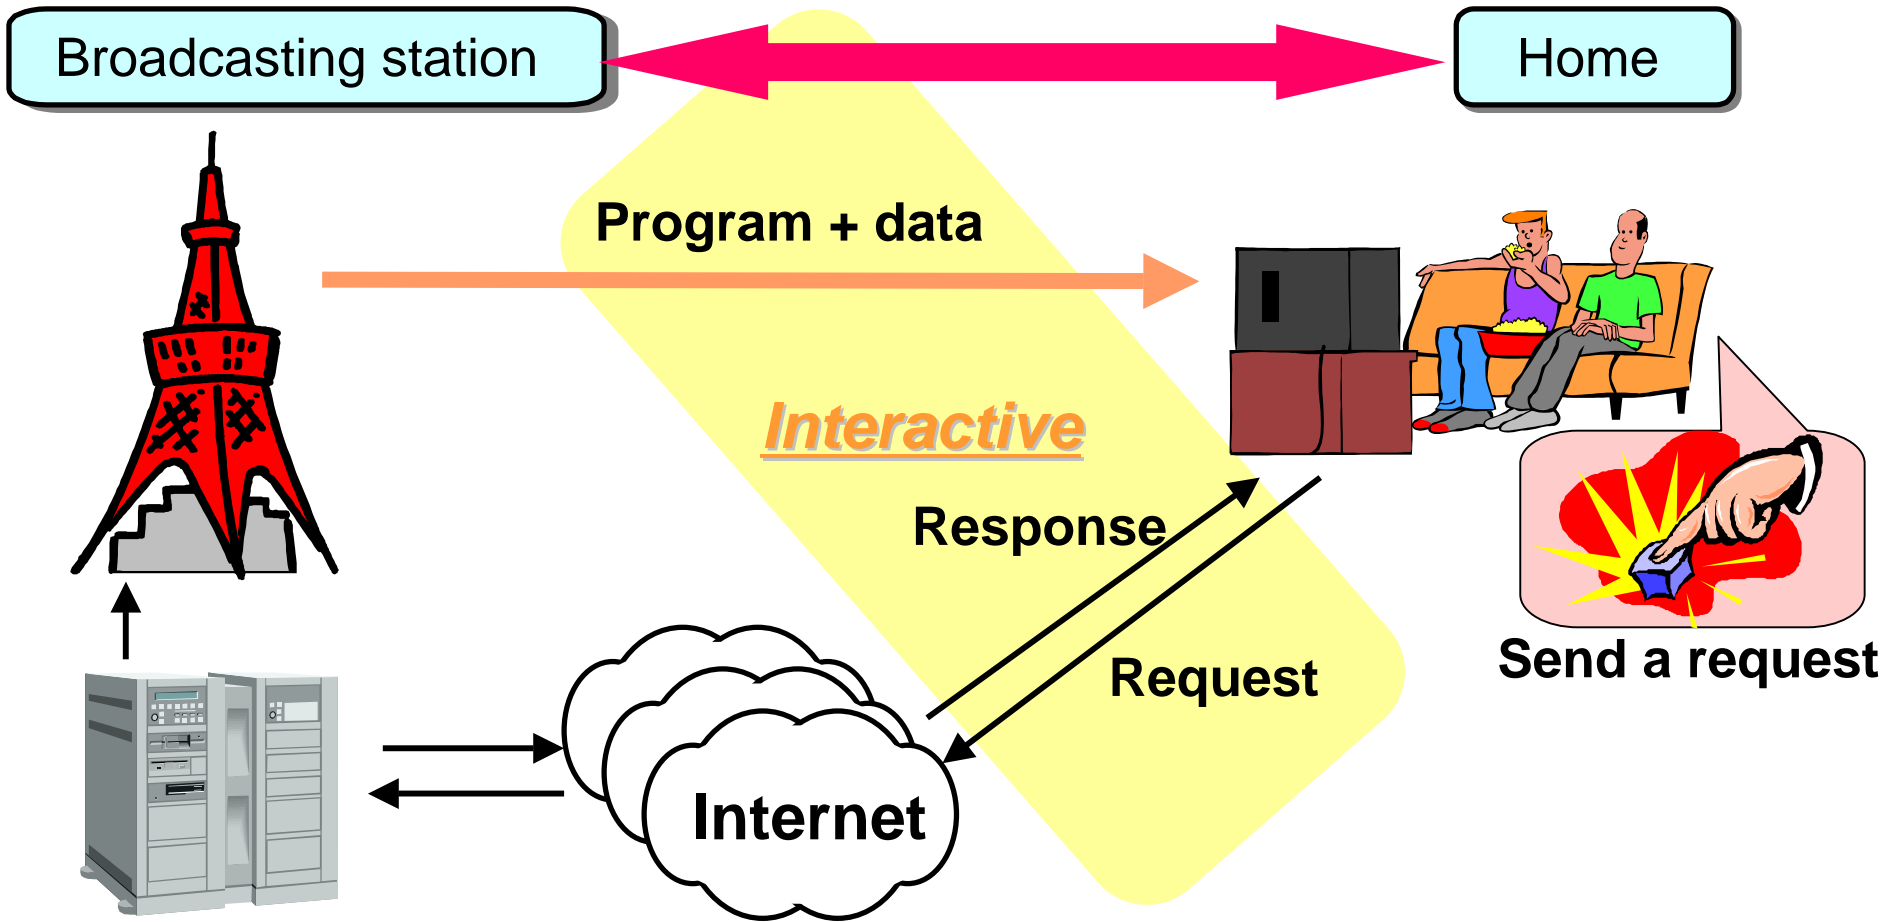 Broadcasting station
Home
Program + data
Interactive
Response
Request
Send a request
Internet